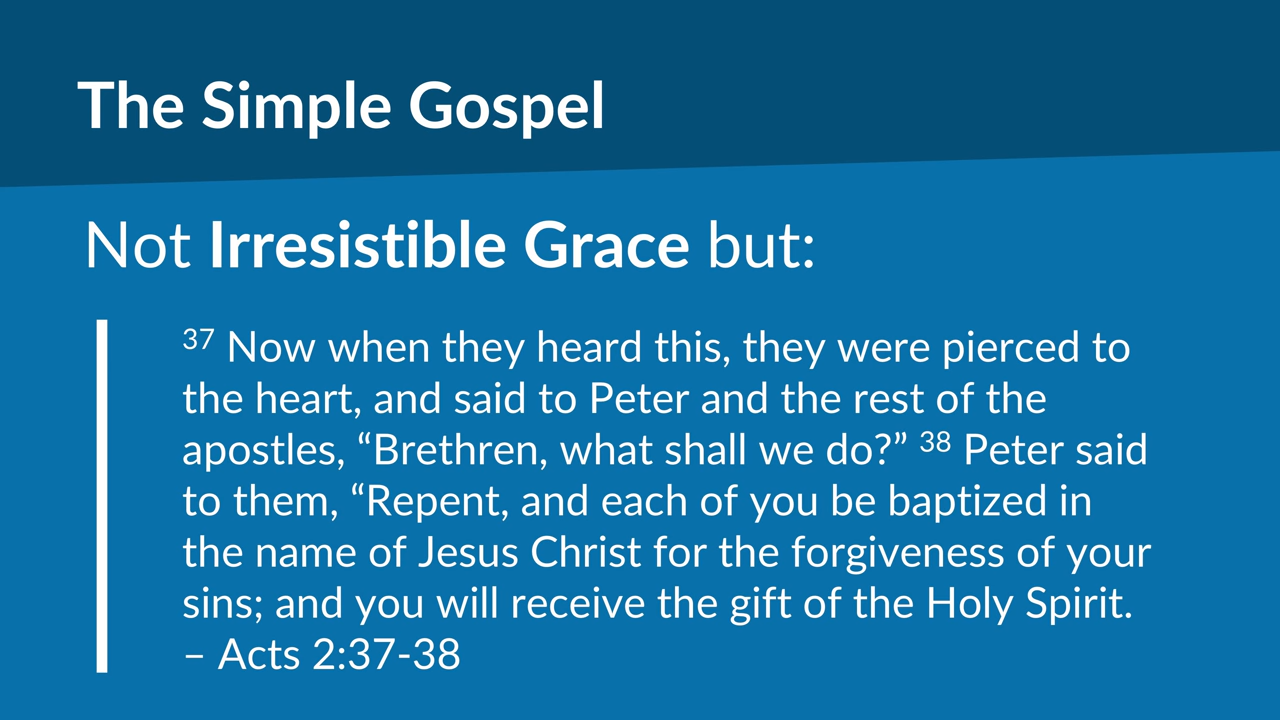 The Simple Gospel
Not Irresistible Grace but:
37 Now when they heard this, they were pierced to
the heart, and said to Peter and the rest of the
apostles, “Brethren, what shall we do?” 38 Peter said
to them, “Repent, and each of you be baptized in
the name of Jesus Christ for the forgiveness of your
sins; and you will receive the gift of the Holy Spirit.
– Acts 2:37-38